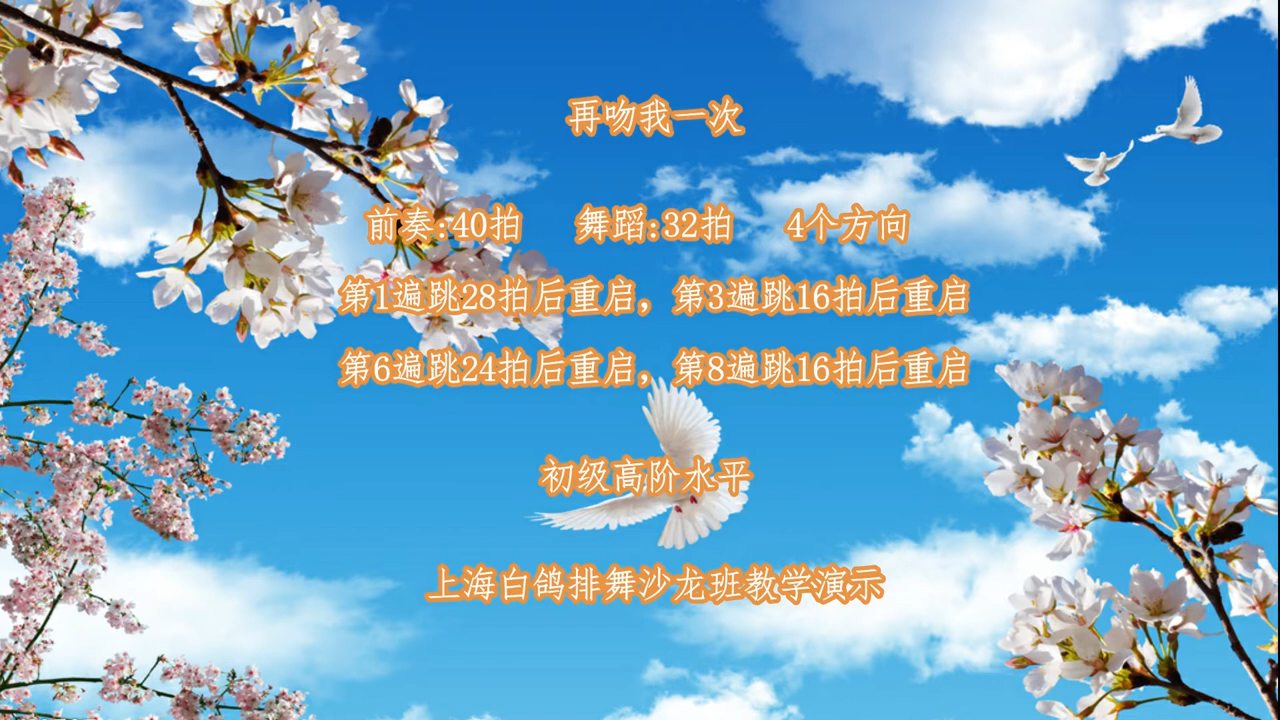 再吻我一次
前奏:40拍 舞蹈:32拍 4个方向
第1遍跳28拍后重启，第3遍跳16拍后重启
第6遍跳24拍后重启，第8遍跳16拍后重启
初级高阶水平
上海白鸽排舞沙龙班教学演示